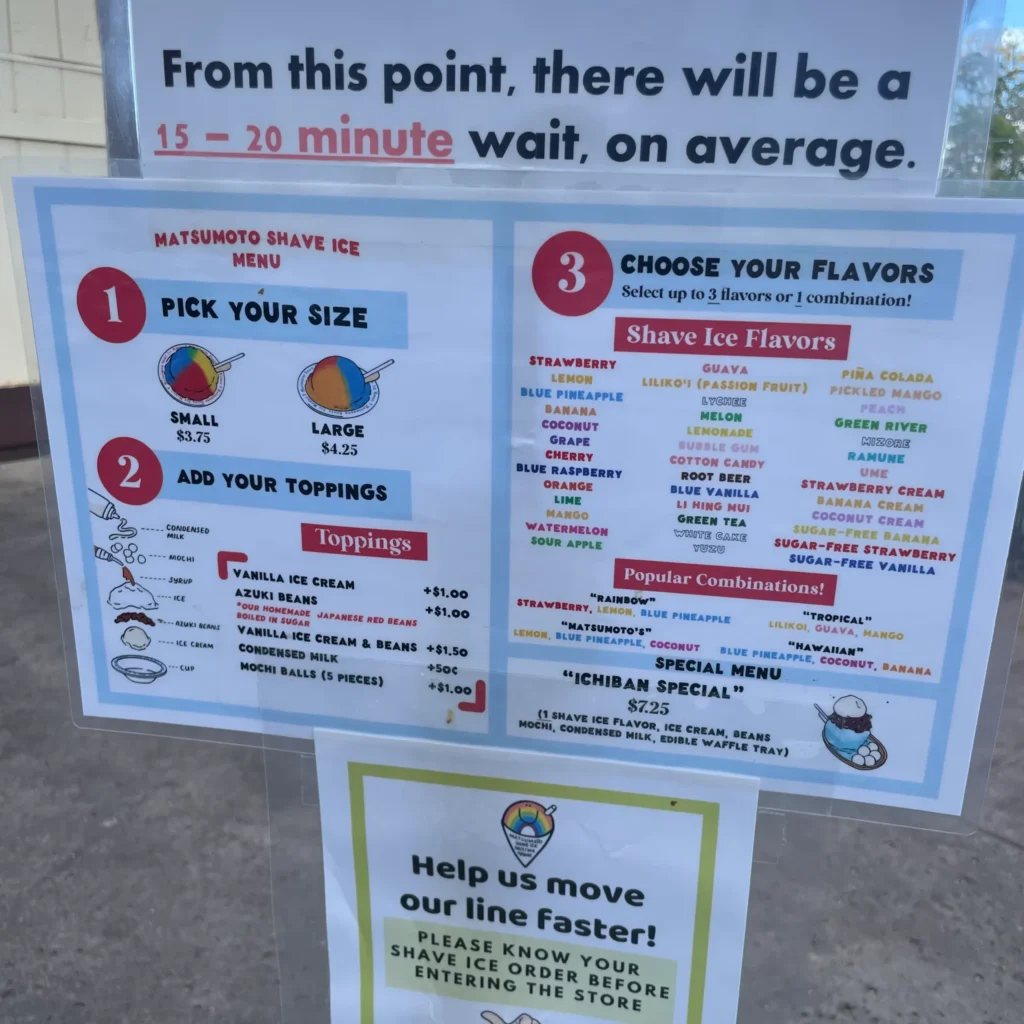 From this point, there will be a
15 – 20 minute wait, on average.
MATSUMOTO SHAVE ICE
MENU
1 PICK YOUR SIZE
SMALL
$3.75
LARGE
$4.25
2 ADD YOUR TOPPINGS
CONDENSED
MILK
MOCHI
SYRUP
ICE
AZUKI BEANS
ICE CREAM
CUP
Toppings
VANILLA ICE CREAM +$1.00
AZUKI BEANS +$1.00
*OUR HOMEMADE JAPANESE RED BEANS
BOILED IN SUGAR
VANILLA ICE CREAM & BEANS +$1.50
CONDENSED MILK +50¢
MOCHI BALLS (5 PIECES) +$1.00
3 CHOOSE YOUR FLAVORS
Select up to 3 flavors or 1 combination!
Shave Ice Flavors
STRAWBERRY
LEMON
BLUE PINEAPPLE
BANANA
COCONUT
GRAPE
CHERRY
BLUE RASPBERRY
ORANGE
LIME
MANGO
WATERMELON
SOUR APPLE
GUAVA
LILIKO'I (PASSION FRUIT)
LYCHEE
MELON
LEMONADE
BUBBLE GUM
COTTON CANDY
ROOT BEER
BLUE VANILLA
LI HING MUI
GREEN TEA
WHITE CAKE
YUZU
PIÑA COLADA
PICKLED MANGO
PEACH
GREEN RIVER
MIZORE
RAMUNE
UME
STRAWBERRY CREAM
BANANA CREAM
COCONUT CREAM
SUGAR-FREE BANANA
SUGAR-FREE STRAWBERRY
SUGAR-FREE VANILLA
Popular Combinations!
"RAINBOW"
STRAWBERRY, LEMON, BLUE PINEAPPLE
"TROPICAL"
LILIKOI, GUAVA, MANGO
"MATSUMOTO'S"
LEMON, BLUE PINEAPPLE, COCONUT
"HAWAIIAN"
BLUE PINEAPPLE, COCONUT, BANANA
SPECIAL MENU
"ICHIBAN SPECIAL"
$7.25
(1 SHAVE ICE FLAVOR, ICE CREAM, BEANS
MOCHI, CONDENSED MILK, EDIBLE WAFFLE TRAY)
Help us move
our line faster!
PLEASE KNOW YOUR
SHAVE ICE ORDER BEFORE
ENTERING THE STORE